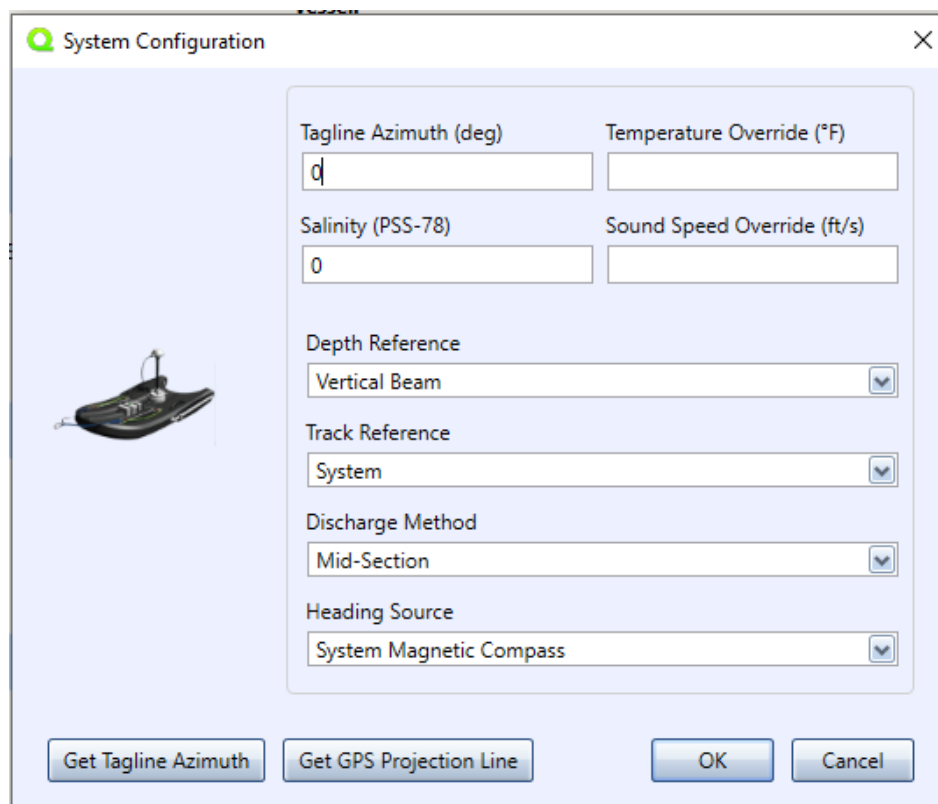 System Configuration
Tagline Azimuth (deg) Temperature Override (°F)
0
Salinity (PSS-78) Sound Speed Override (ft/s)
0
Depth Reference
Vertical Beam
Track Reference
System
Discharge Method
Mid-Section
Heading Source
System Magnetic Compass
Get Tagline Azimuth Get GPS Projection Line OK Cancel